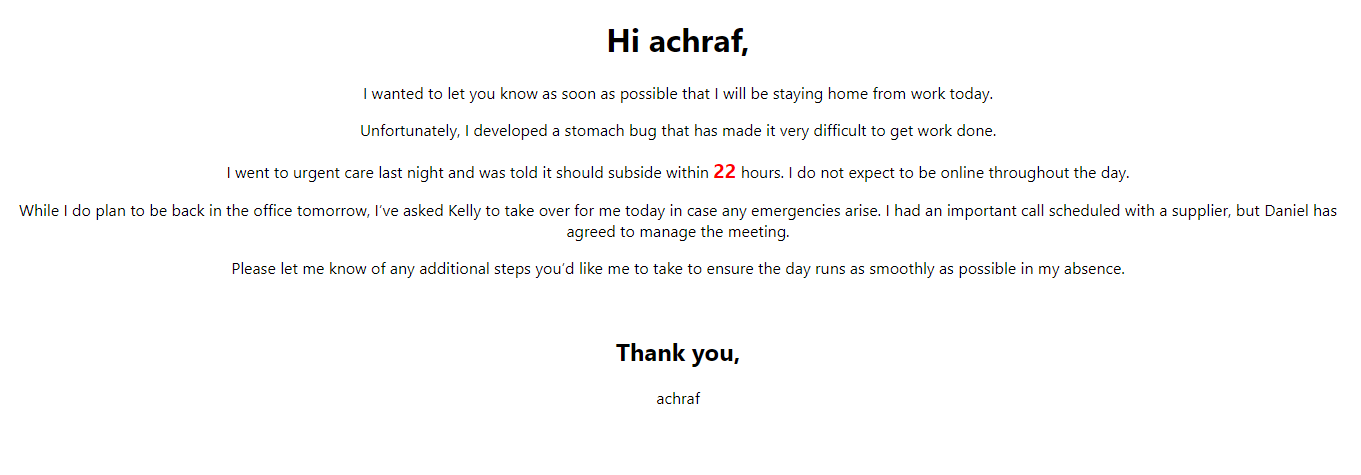 Hi achraf,
I wanted to let you know as soon as possible that I will be staying home from work today.
Unfortunately, I developed a stomach bug that has made it very difficult to get work done.
I went to urgent care last night and was told it should subside within 22 hours. I do not expect to be online throughout the day.
While I do plan to be back in the office tomorrow, I've asked Kelly to take over for me today in case any emergencies arise. I had an important call scheduled with a supplier, but Daniel has
agreed to manage the meeting.
Please let me know of any additional steps you'd like me to take to ensure the day runs as smoothly as possible in my absence.
Thank you,
achraf